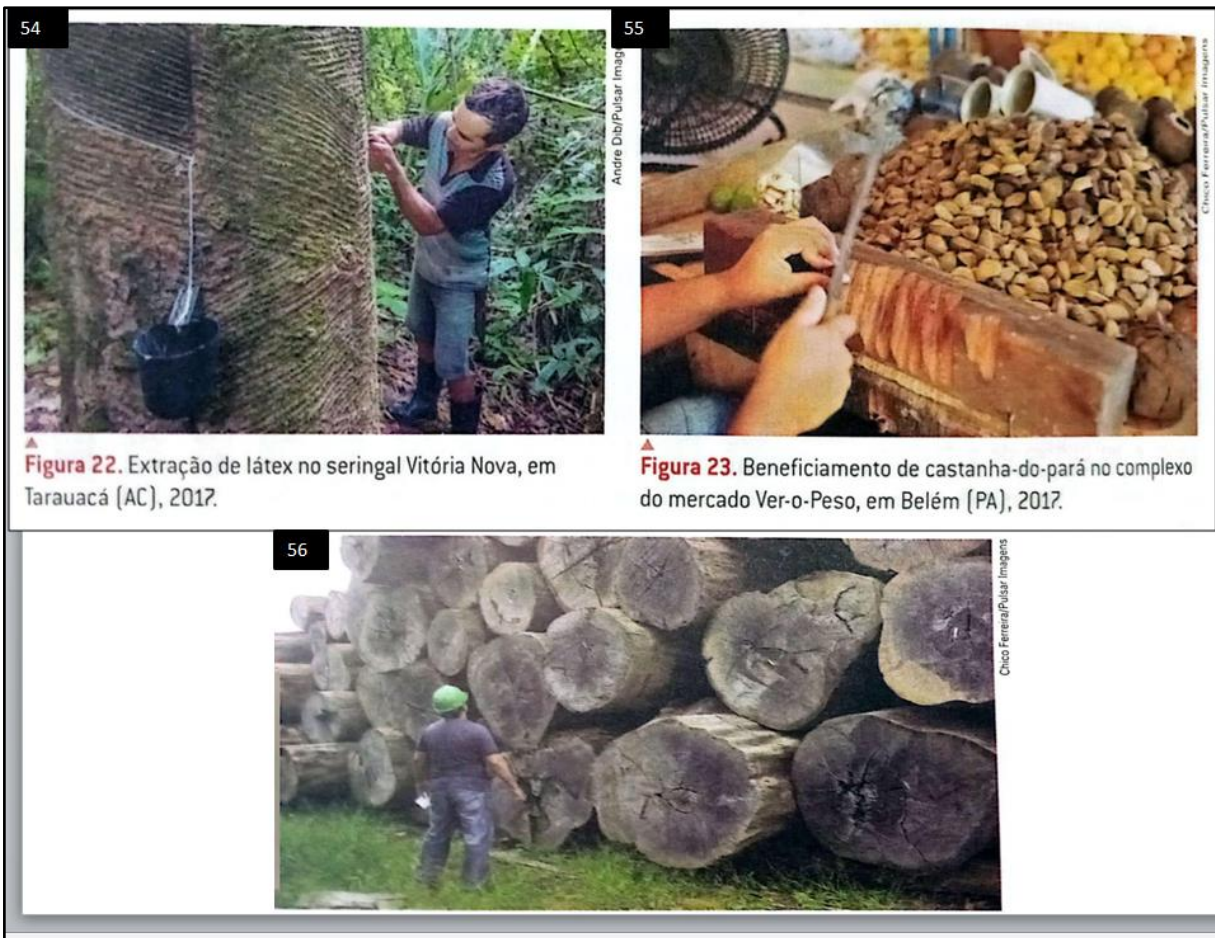 54
Andre Dib/Pulsar Imag
Figura 22. Extração de látex no seringal Vitória Nova, em
Tarauacá (AC), 2017.
55
Chico Ferreira/Pulsar Imagens
Figura 23. Beneficiamento de castanha-do-pará no complexo
do mercado Ver-o-Peso, em Belém (PA), 2017.
56
Chico Ferreira/Pulsar Imagens